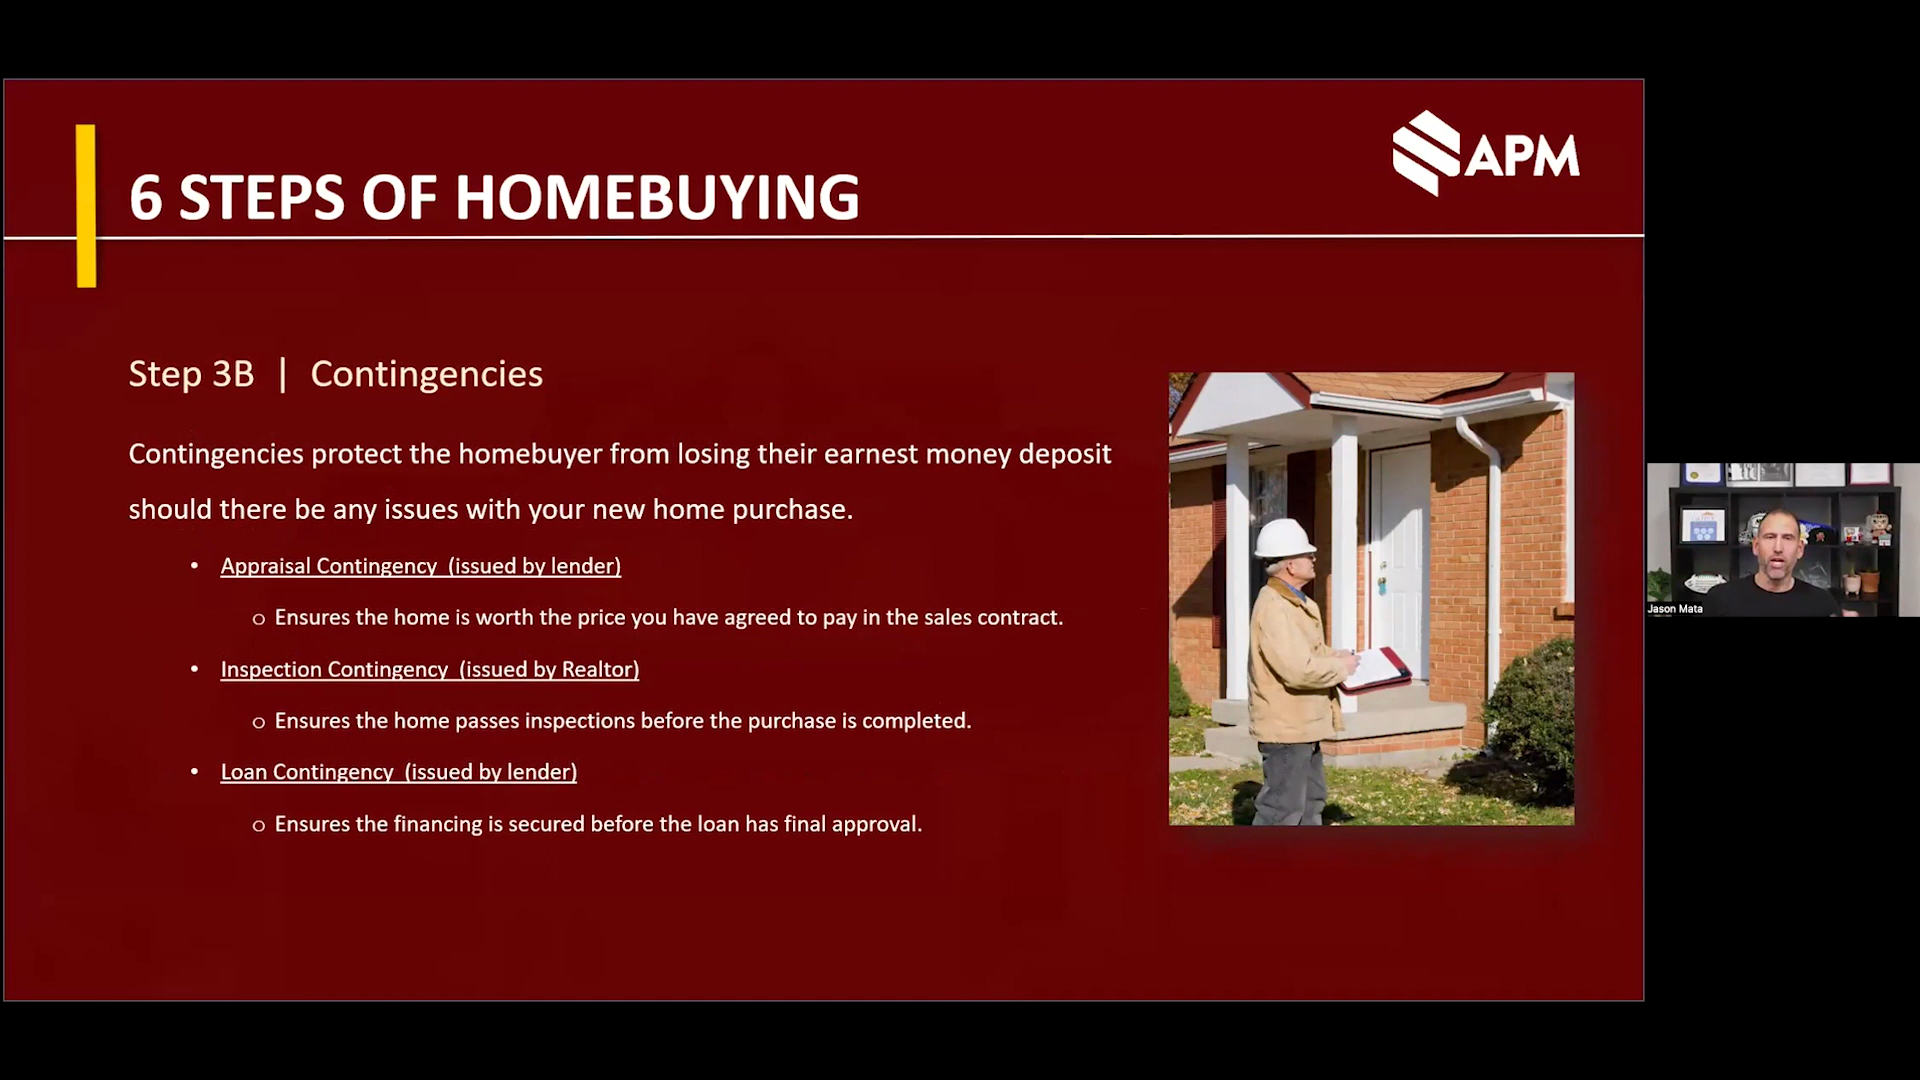 APM
6 STEPS OF HOMEBUYING
Step 3B | Contingencies
Contingencies protect the homebuyer from losing their earnest money deposit
should there be any issues with your new home purchase.
• Appraisal Contingency (issued by lender)
o Ensures the home is worth the price you have agreed to pay in the sales contract.
• Inspection Contingency (issued by Realtor)
o Ensures the home passes inspections before the purchase is completed.
• Loan Contingency (issued by lender)
o Ensures the financing is secured before the loan has final approval.
Jason Mata